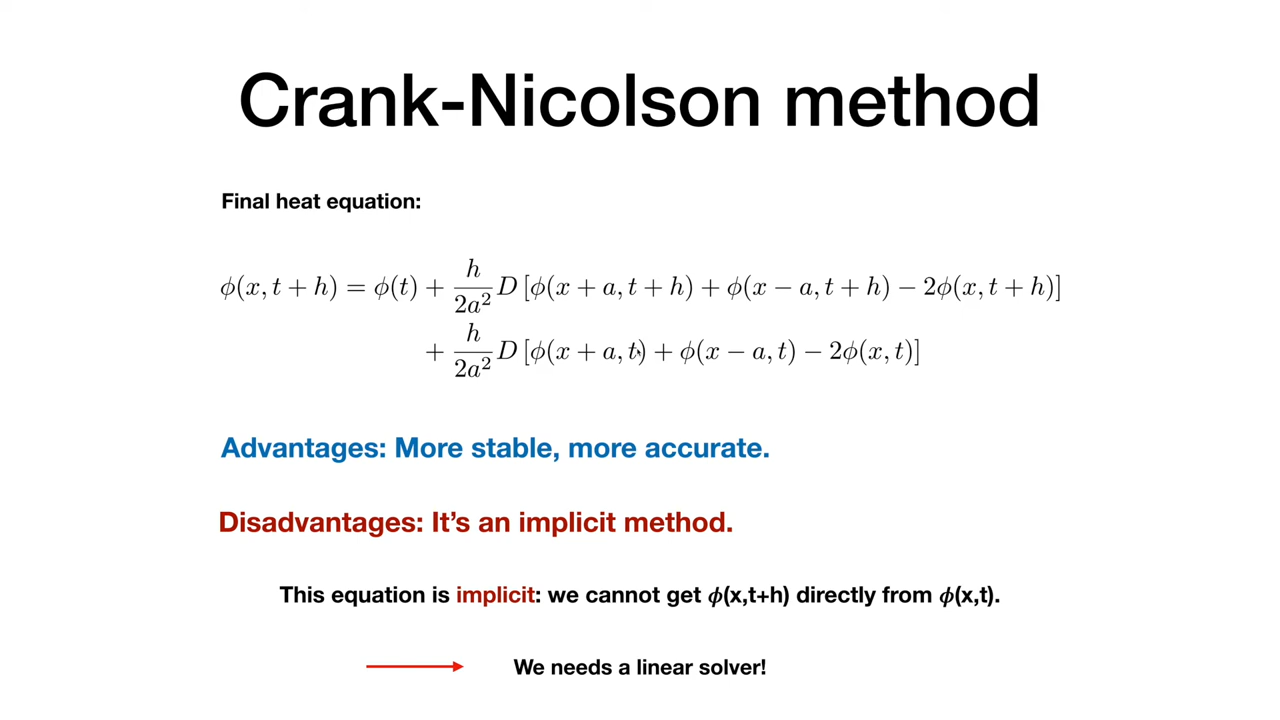 Crank-Nicolson method
Final heat equation:
ϕ(x, t + h) = ϕ(t) + h/2a² D [ϕ(x + a, t + h) + ϕ(x − a, t + h) − 2ϕ(x, t + h)]
+ h/2a² D [ϕ(x + a, t) + ϕ(x − a, t) − 2ϕ(x, t)]
Advantages: More stable, more accurate.
Disadvantages: It’s an implicit method.
This equation is implicit: we cannot get ϕ(x,t+h) directly from ϕ(x,t).
We needs a linear solver!